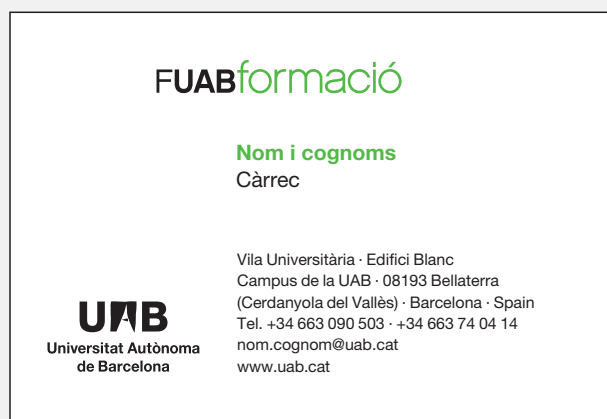 FUABformació
Nom i cognoms
Càrrec
Vila Universitària · Edifici Blanc
Campus de la UAB · 08193 Bellaterra
(Cerdanyola del Vallès) · Barcelona · Spain
Tel. +34 663 090 503 · +34 663 74 04 14
nom.cognom@uab.cat
www.uab.cat
UAB
Universitat Autònoma
de Barcelona